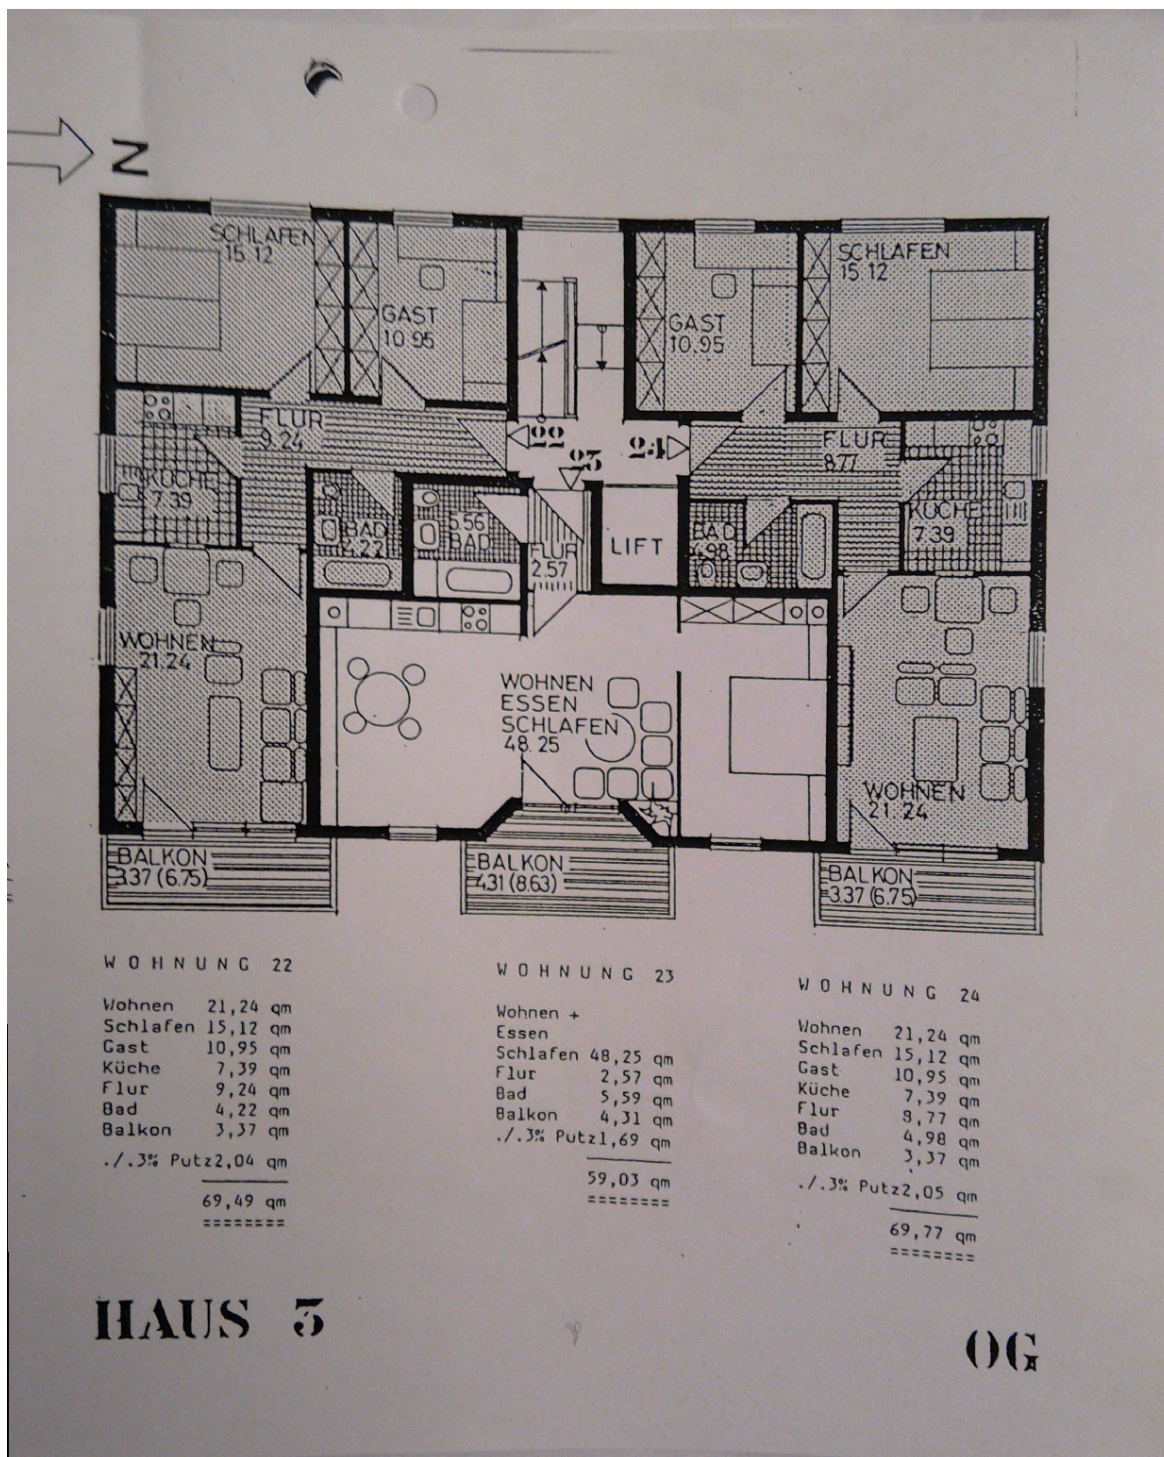 N
SCHLAFEN
15.12
GAST
10.95
GAST
10.95
SCHLAFEN
15.12
FLUR
9.24
22
23
24
FLUR
8.77
KÜCHE
7.39
BAD
4.22
5.56
BAD
FLUR
2.57
LIFT
BAD
4.98
KÜCHE
7.39
WOHNEN
21.24
WOHNEN
ESSEN
SCHLAFEN
48.25
WOHNEN
21.24
BALKON
3.37 (6.75)
BALKON
4.31 (8.63)
BALKON
3.37 (6.75)
WOHNUNG 22
Wohnen 21,24 qm
Schlafen 15,12 qm
Gast 10,95 qm
Küche 7,39 qm
Flur 9,24 qm
Bad 4,22 qm
Balkon 3,37 qm
./.3% Putz2,04 qm
69,49 qm
========
WOHNUNG 23
Wohnen +
Essen
Schlafen 48,25 qm
Flur 2,57 qm
Bad 5,59 qm
Balkon 4,31 qm
./.3% Putz1,69 qm
59,03 qm
========
WOHNUNG 24
Wohnen 21,24 qm
Schlafen 15,12 qm
Gast 10,95 qm
Küche 7,39 qm
Flur 8,77 qm
Bad 4,98 qm
Balkon 3,37 qm
./.3% Putz2,05 qm
69,77 qm
========
HAUS 3
OG